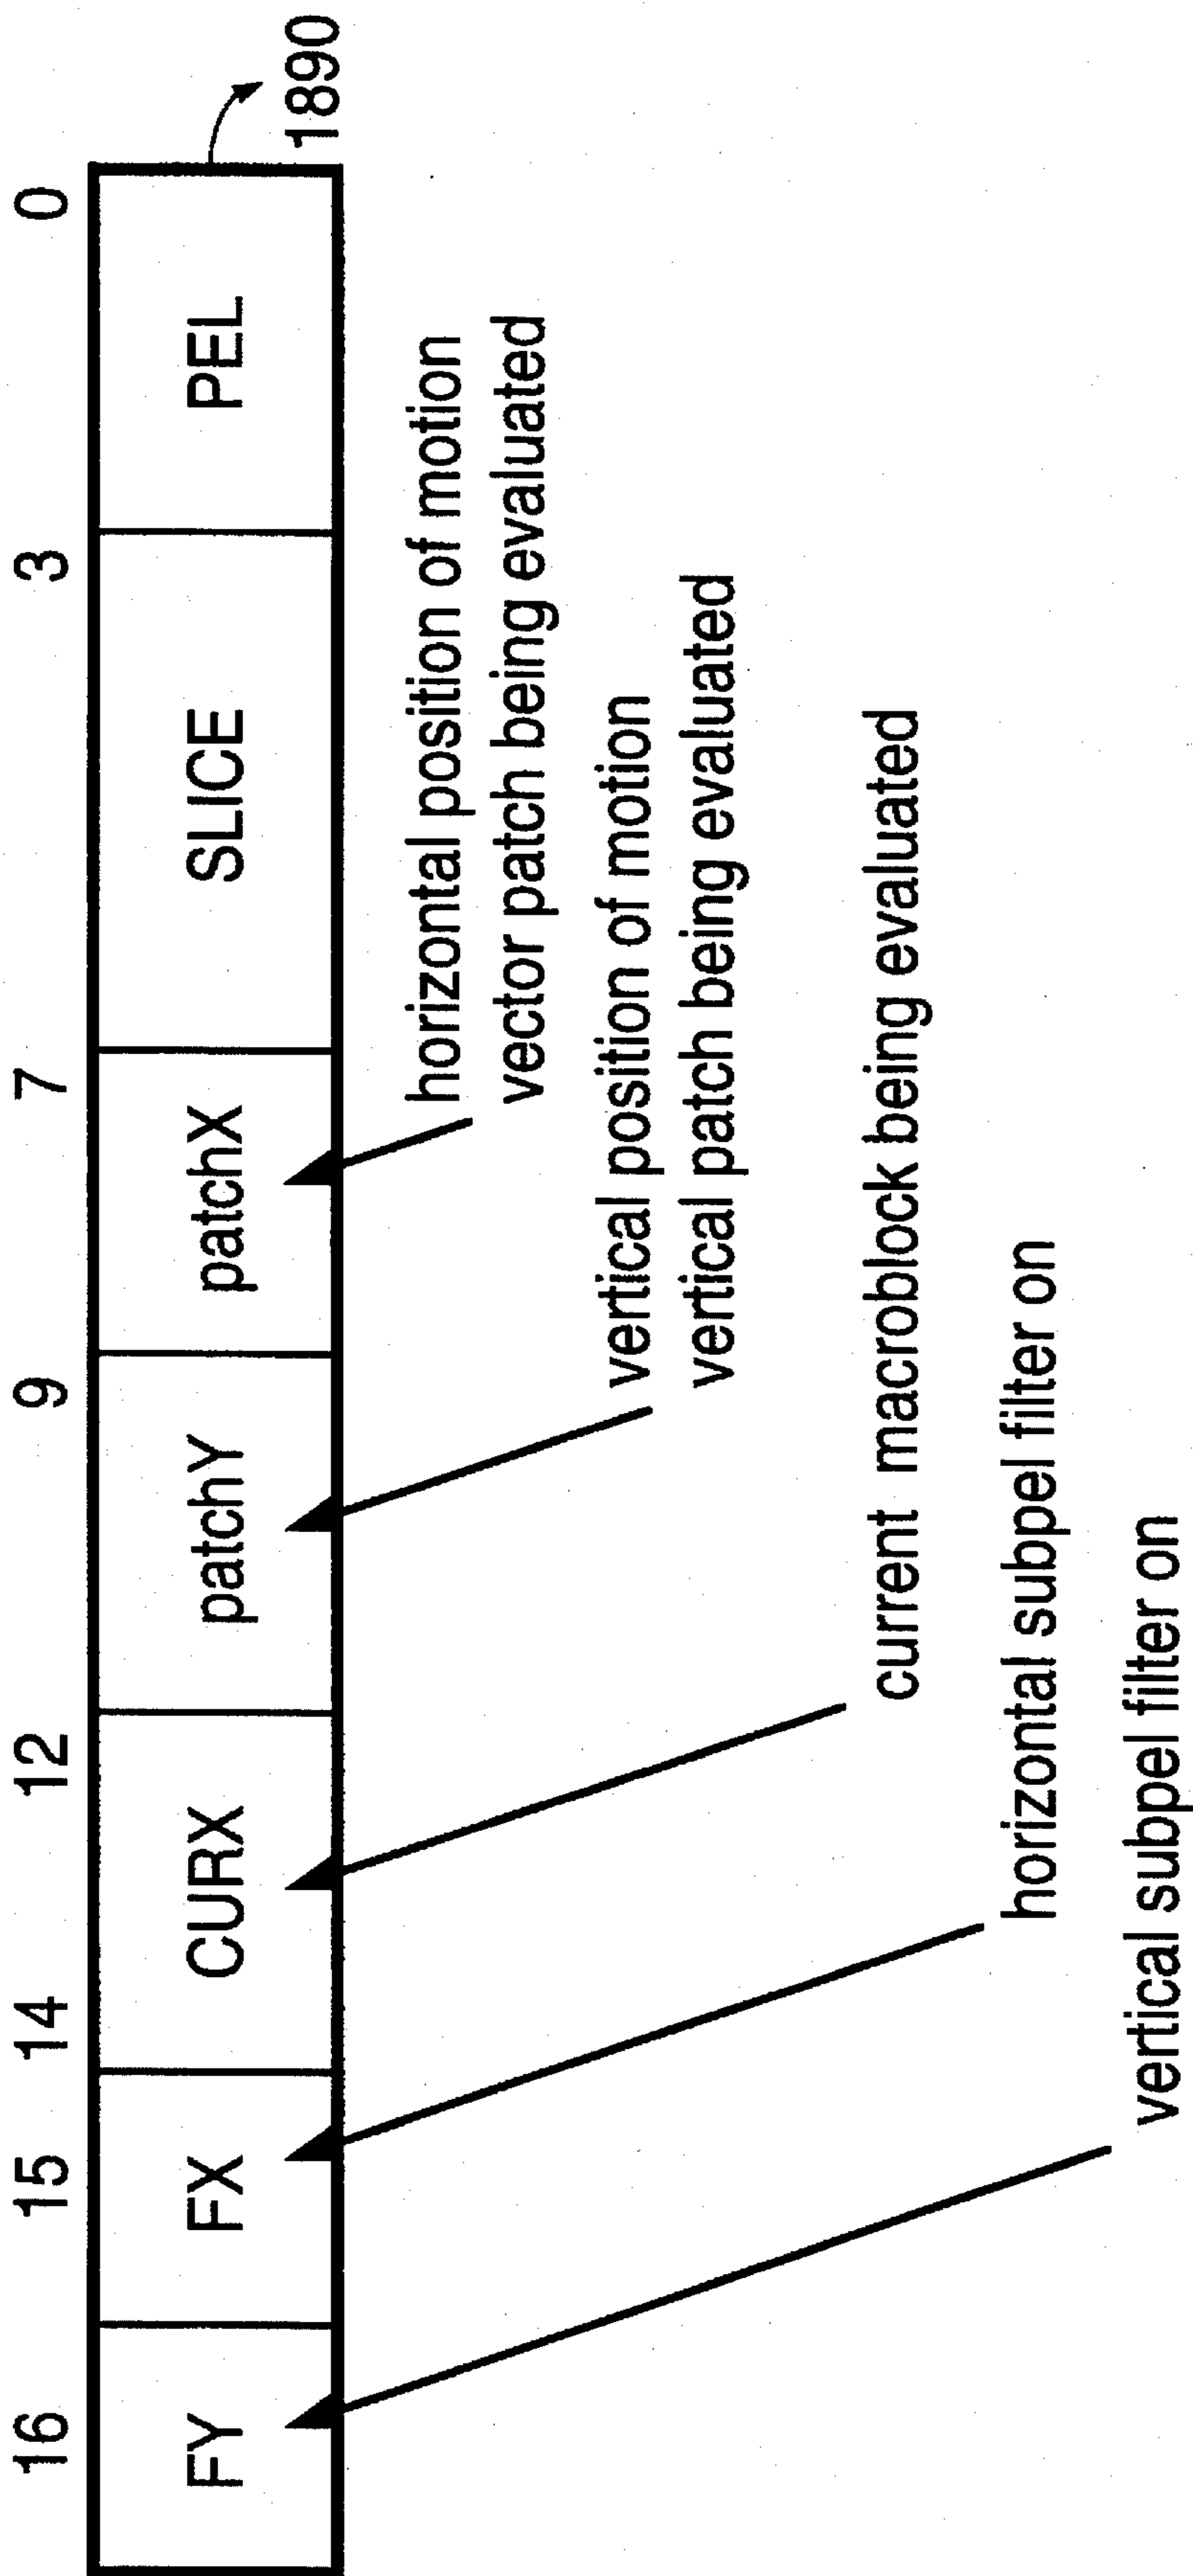 16 15 14 12 9 7 3 0
FY FX CURX patchY patchX SLICE PEL
1890
horizontal position of motion
vector patch being evaluated
vertical position of motion
vertical patch being evaluated
current macroblock being evaluated
horizontal subpel filter on
vertical subpel filter on